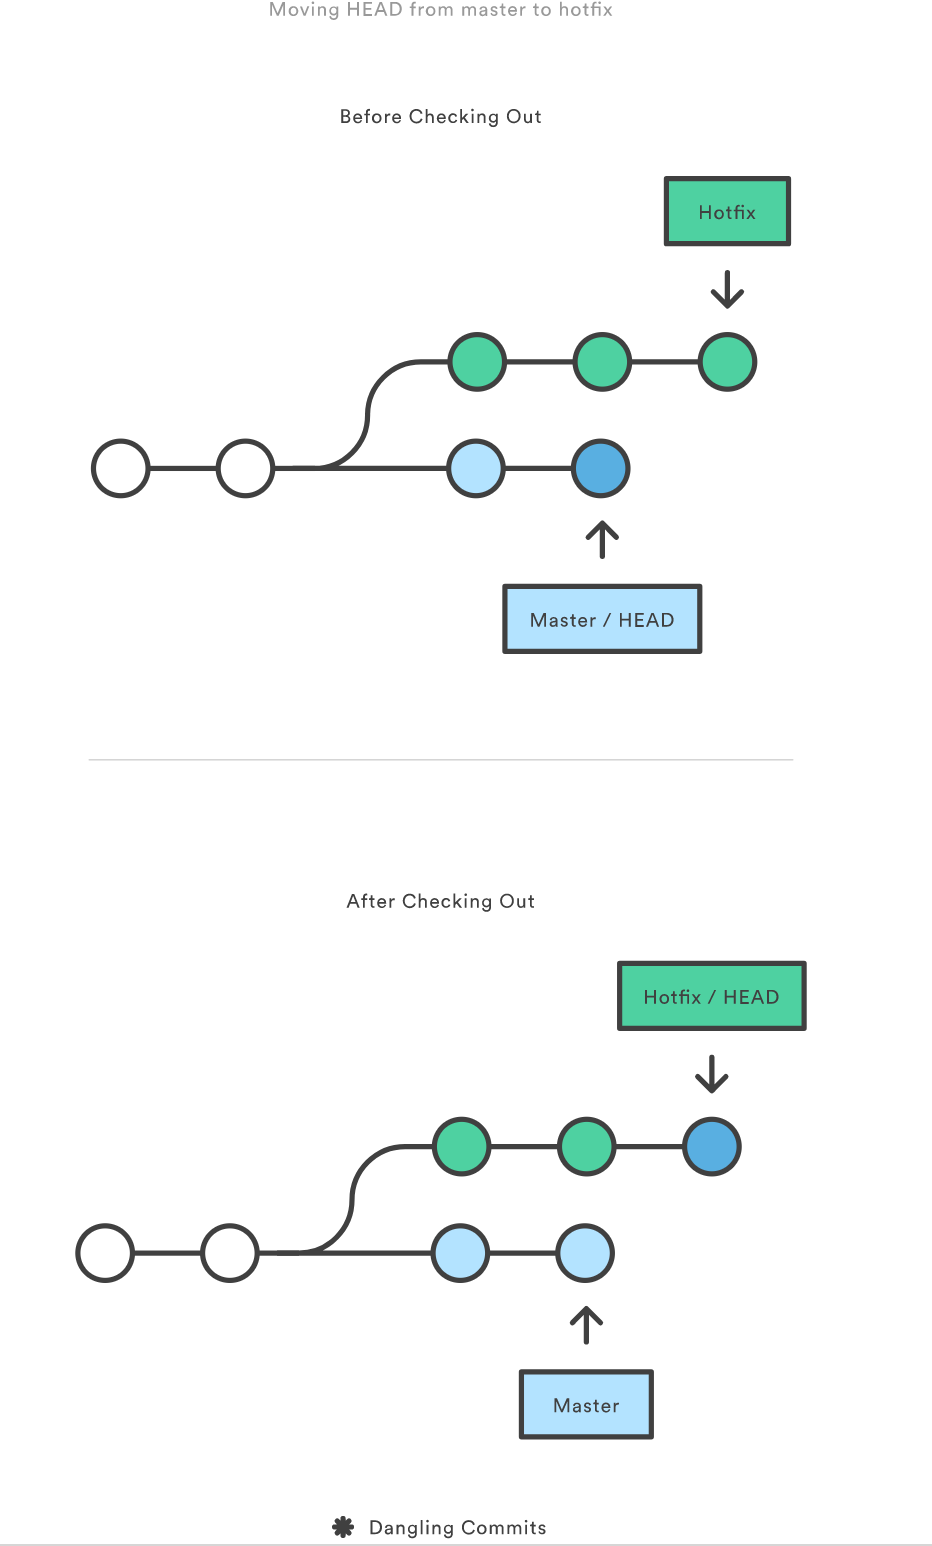 Moving HEAD from master to hotfix
Before Checking Out
Hotfix
Master / HEAD
After Checking Out
Hotfix / HEAD
Master
Dangling Commits